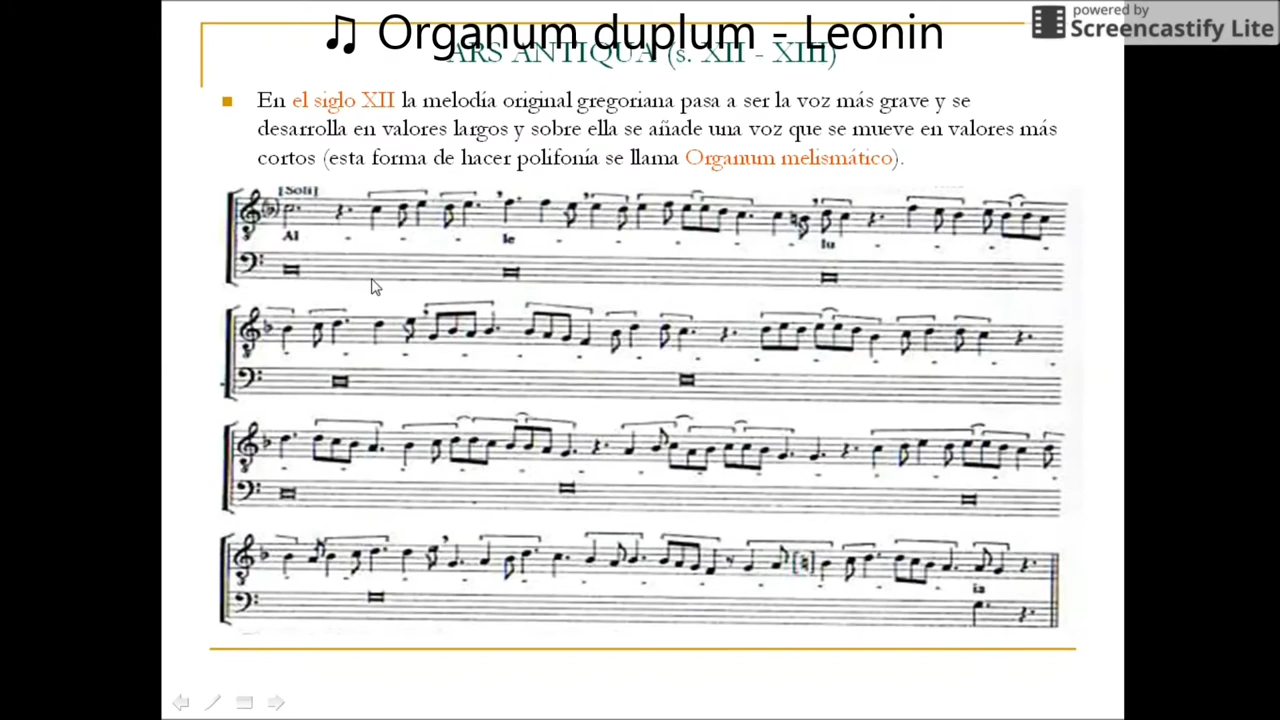 ♫ Organum duplum - Leonin
powered by
Screencastify Lite
ARS ANTIQUA (s. XII - XIII)
En el siglo XII la melodía original gregoriana pasa a ser la voz más grave y se
desarrolla en valores largos y sobre ella se añade una voz que se mueve en valores más
cortos (esta forma de hacer polifonía se llama Organum melismático).
[Soli]
Al - - - le - - - - lu - - -
ia